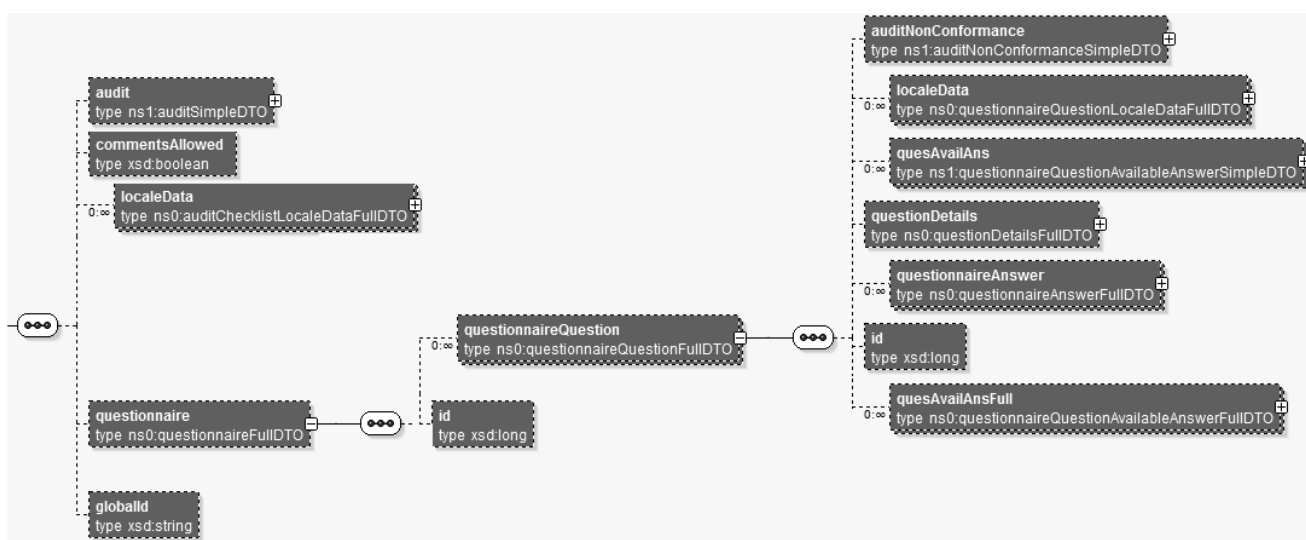 audit
type ns1:auditSimpleDTO
commentsAllowed
type xsd:boolean
localeData
0:∞
type ns0:auditChecklistLocaleDataFullDTO
questionnaire
type ns0:questionnaireFullDTO
globalId
type xsd:string
questionnaireQuestion
0:∞
type ns0:questionnaireQuestionFullDTO
id
type xsd:long
auditNonConformance
type ns1:auditNonConformanceSimpleDTO
localeData
0:∞
type ns0:questionnaireQuestionLocaleDataFullDTO
quesAvailAns
0:∞
type ns1:questionnaireQuestionAvailableAnswerSimpleDTO
questionDetails
type ns0:questionDetailsFullDTO
questionnaireAnswer
0:∞
type ns0:questionnaireAnswerFullDTO
id
type xsd:long
quesAvailAnsFull
0:∞
type ns0:questionnaireQuestionAvailableAnswerFullDTO